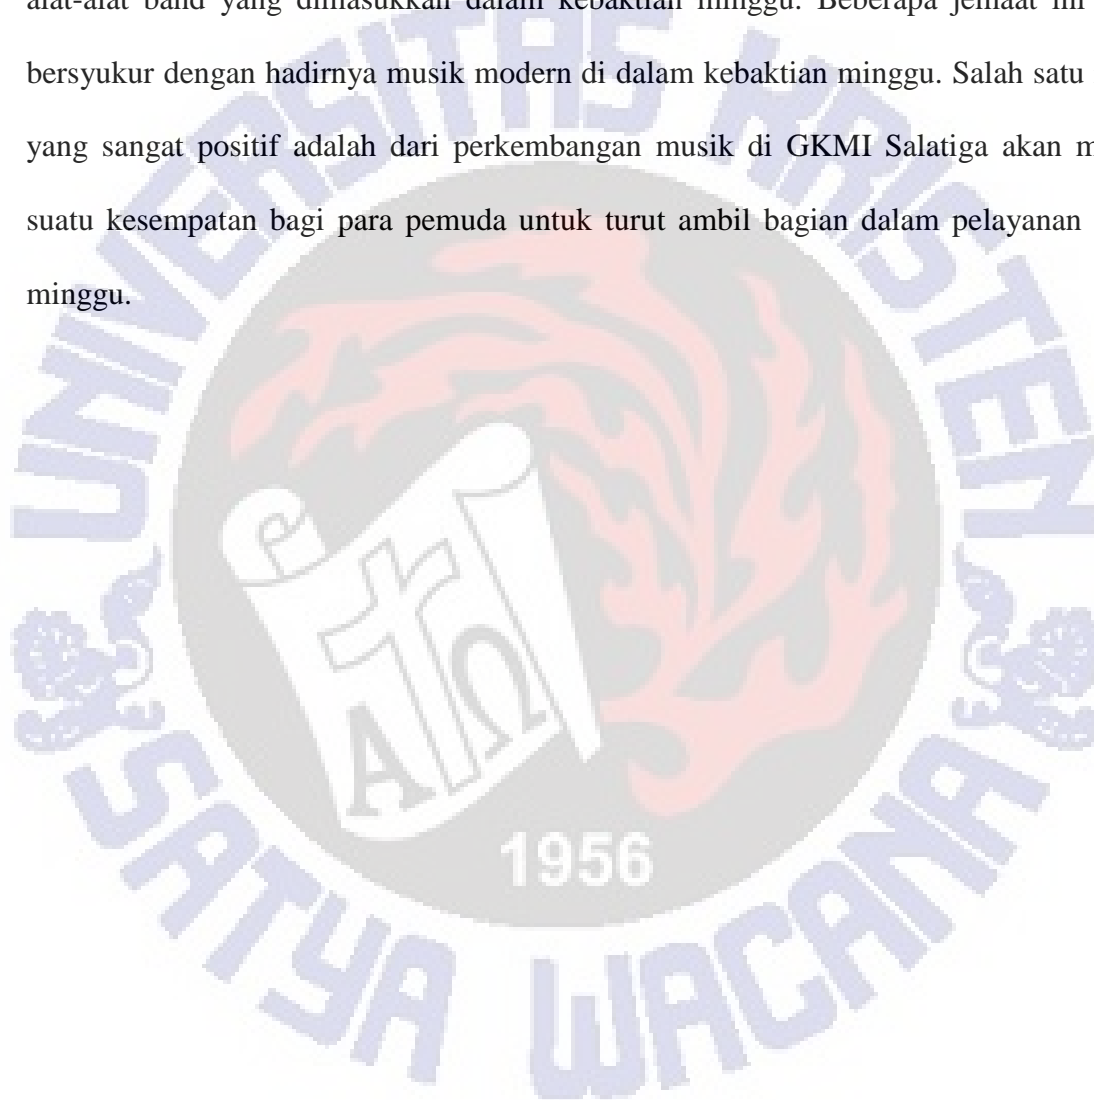 alat-alat band yang dimasukkan dalam kebaktian minggu. Beberapa jemaat ini
bersyukur dengan hadirnya musik modern di dalam kebaktian minggu. Salah satu
yang sangat positif adalah dari perkembangan musik di GKMI Salatiga akan
suatu kesempatan bagi para pemuda untuk turut ambil bagian dalam pelayanan
minggu.
UNIVERSITAS KRISTEN
SATYA WACANA
1956
Α Ω